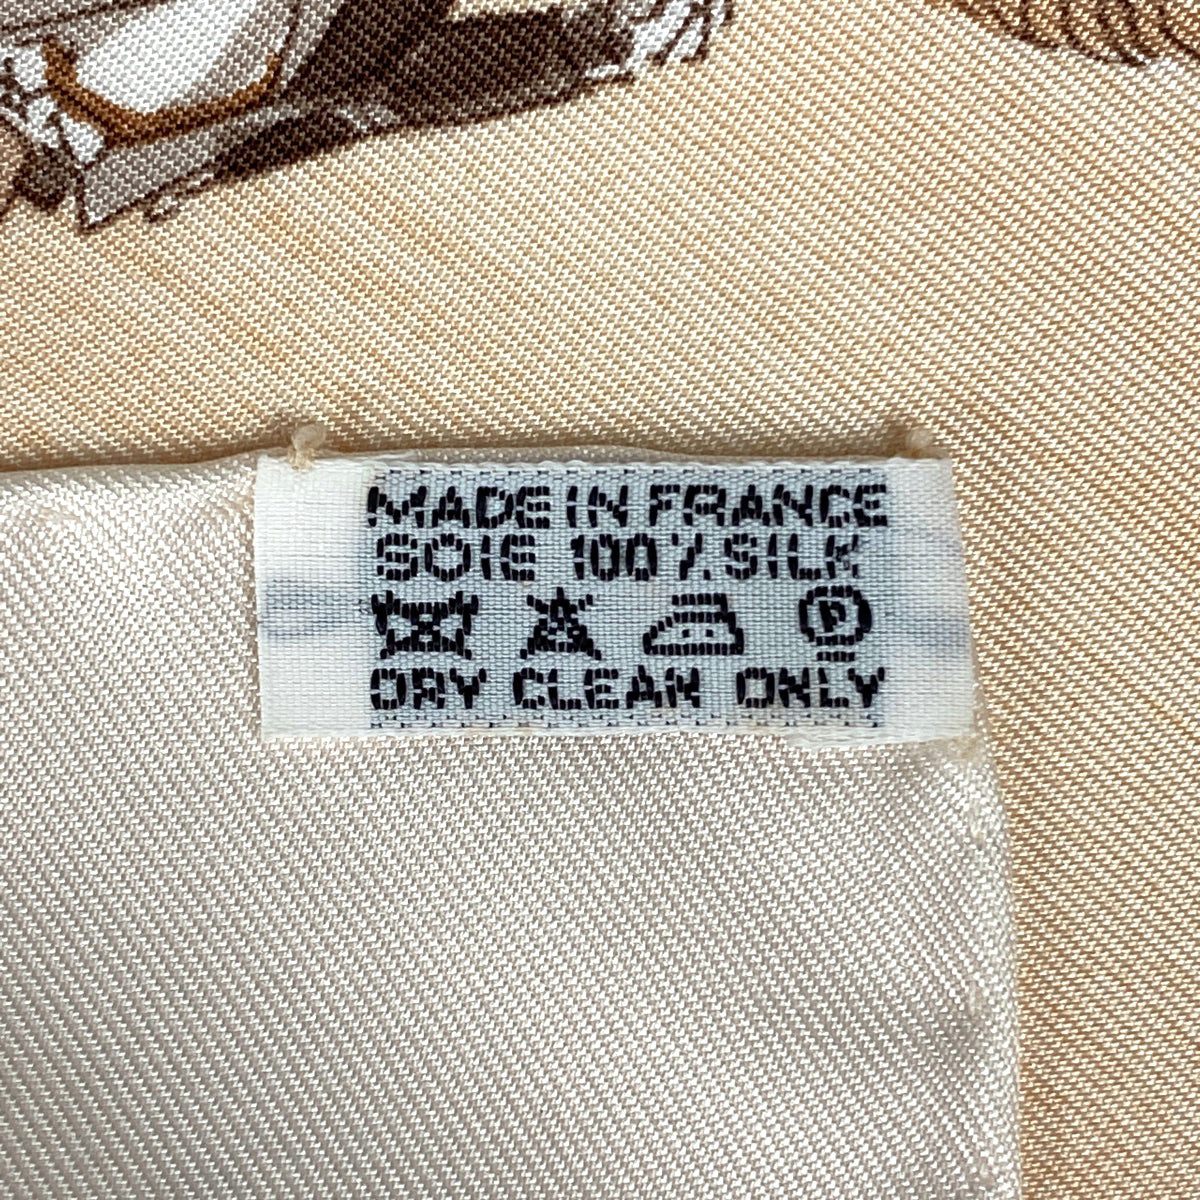 MADE IN FRANCE
SOIE 100% SILK
P
DRY CLEAN ONLY